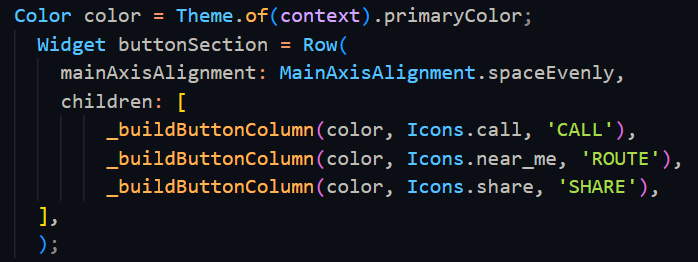 Color color = Theme.of(context).primaryColor;
Widget buttonSection = Row(
mainAxisAlignment: MainAxisAlignment.spaceEvenly,
children: [
_buildButtonColumn(color, Icons.call, 'CALL'),
_buildButtonColumn(color, Icons.near_me, 'ROUTE'),
_buildButtonColumn(color, Icons.share, 'SHARE'),
],
);